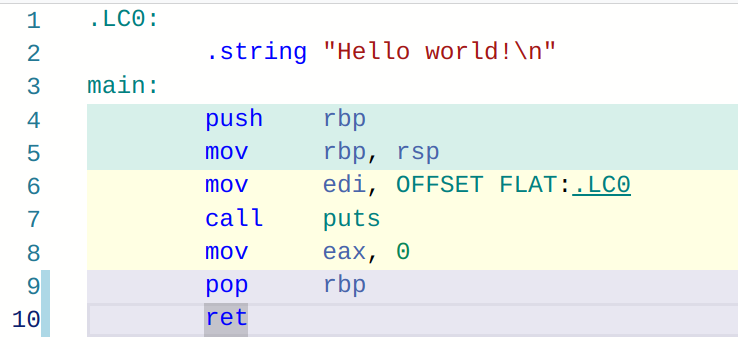 1 .LC0:
2 .string "Hello world!\n"
3 main:
4 push rbp
5 mov rbp, rsp
6 mov edi, OFFSET FLAT:.LC0
7 call puts
8 mov eax, 0
9 pop rbp
10 ret